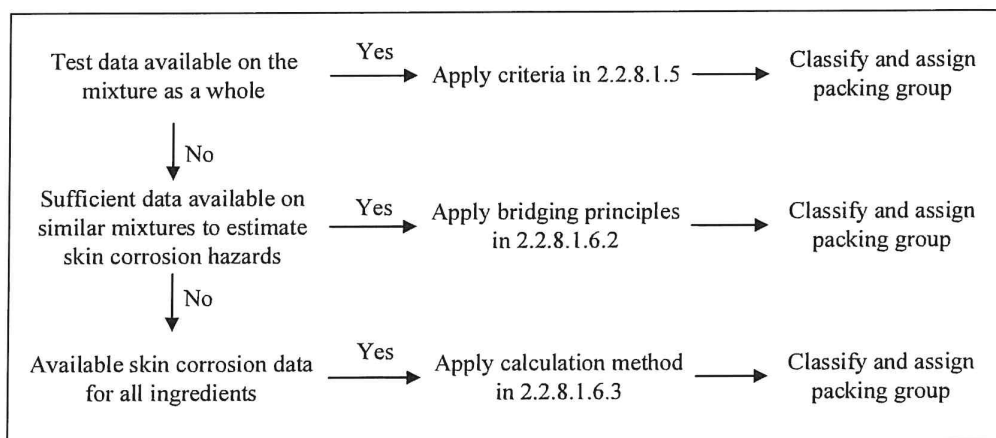 Test data available on the
mixture as a whole
Yes
Apply criteria in 2.2.8.1.5
Classify and assign
packing group
No
Sufficient data available on
similar mixtures to estimate
skin corrosion hazards
Yes
Apply bridging principles
in 2.2.8.1.6.2
Classify and assign
packing group
No
Available skin corrosion data
for all ingredients
Yes
Apply calculation method
in 2.2.8.1.6.3
Classify and assign
packing group